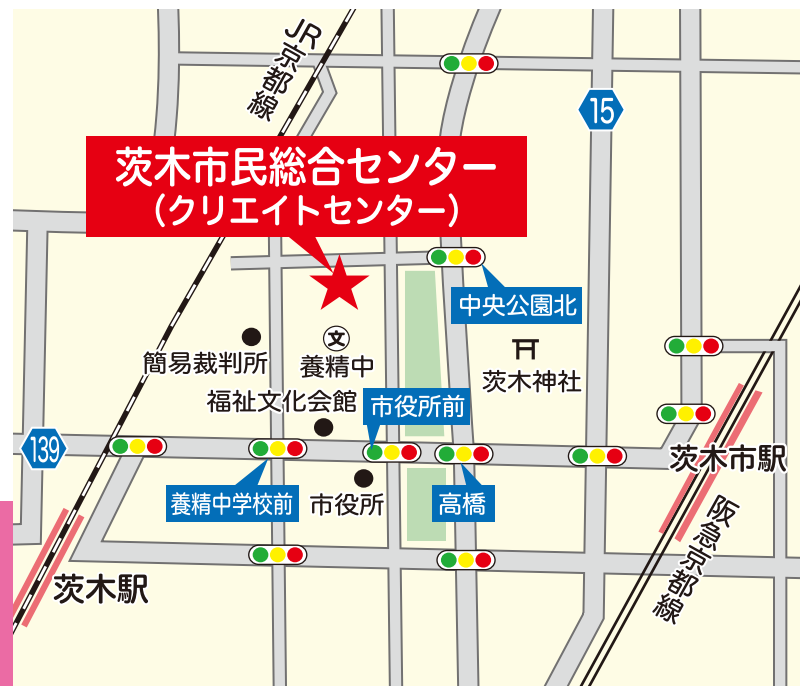 JR京都線
15
茨木市民総合センター
(クリエイトセンター)
中央公園北
文
養精中
簡易裁判所
茨木神社
福祉文化会館
市役所前
139
茨木市駅
養精中学校前
市役所
高橋
阪急京都線
茨木駅